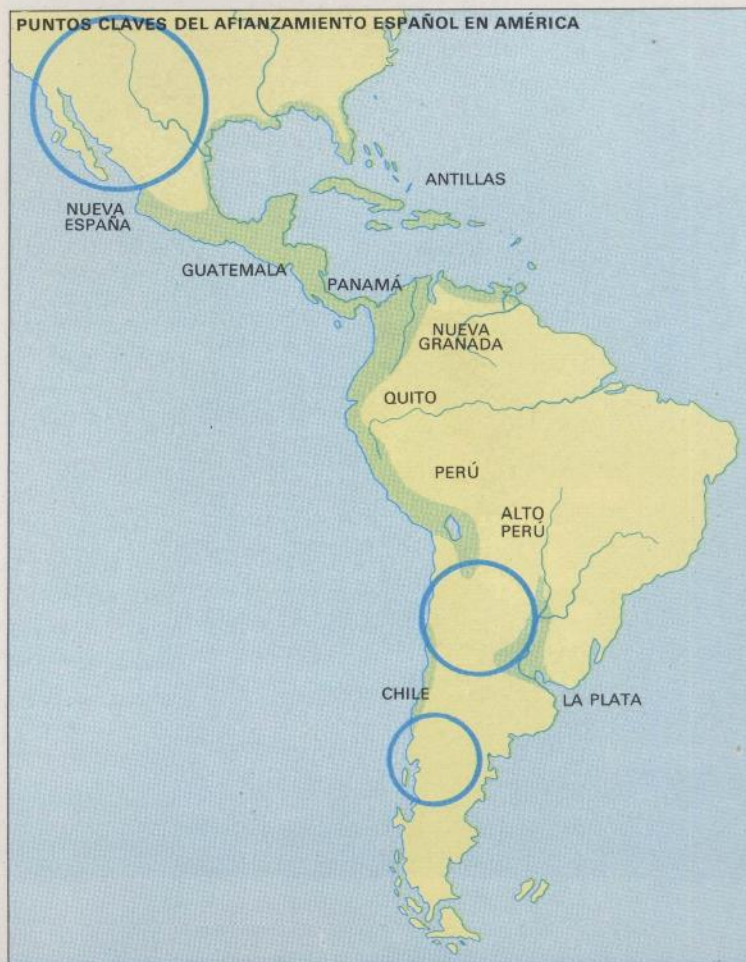 PUNTOS CLAVES DEL AFIANZAMIENTO ESPAÑOL EN AMÉRICA
ANTILLAS
NUEVA
ESPAÑA
GUATEMALA
PANAMÁ
NUEVA
GRANADA
QUITO
PERÚ
ALTO
PERÚ
CHILE
LA PLATA